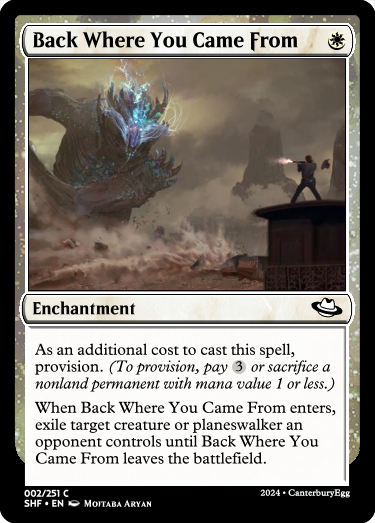 Back Where You Came From
Enchantment
As an additional cost to cast this spell,
provision. (To provision, pay 3 or sacrifice a
nonland permanent with mana value 1 or less.)
When Back Where You Came From enters,
exile target creature or planeswalker an
opponent controls until Back Where You
Came From leaves the battlefield.
002/251 C
SHF • EN Mojtaba Aryan
2024 • CanterburyEgg